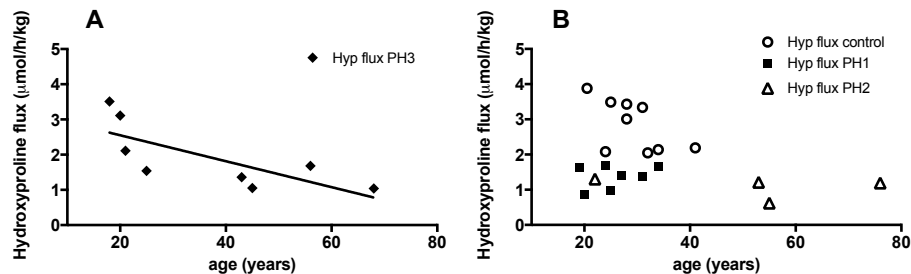 A
Hydroxyproline flux (μmol/h/kg)
5
4
3
2
1
0
20
40
60
80
age (years)
Hyp flux PH3
B
Hydroxyproline flux (μmol/h/kg)
5
4
3
2
1
0
20
40
60
80
age (years)
Hyp flux control
Hyp flux PH1
Hyp flux PH2